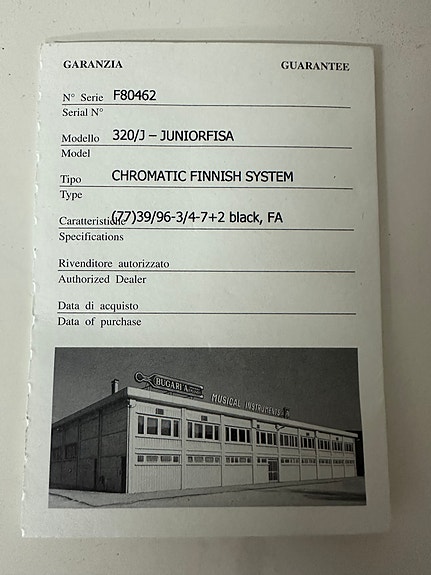 GARANZIA GUARANTEE
N° Serie F80462
Serial N°
Modello 320/J – JUNIORFISA
Model
Tipo CHROMATIC FINNISH SYSTEM
Type
Caratteristiche (77)39/96-3/4-7+2 black, FA
Specifications
Rivenditore autorizzato
Authorized Dealer
Data di acquisto
Data of purchase
BUGARI A
MUSICAL INSTRUMENTS